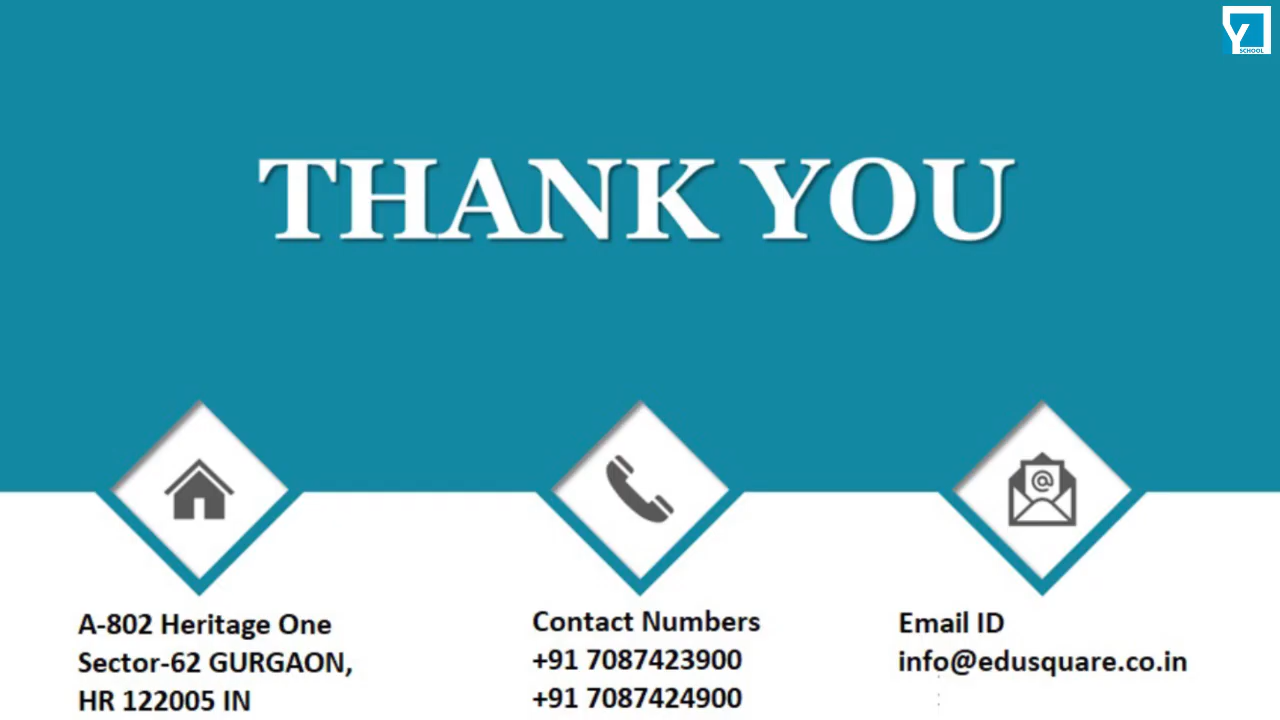 Y SCHOOL
THANK YOU
A-802 Heritage One
Sector-62 GURGAON,
HR 122005 IN
Contact Numbers
+91 7087423900
+91 7087424900
Email ID
info@edusquare.co.in